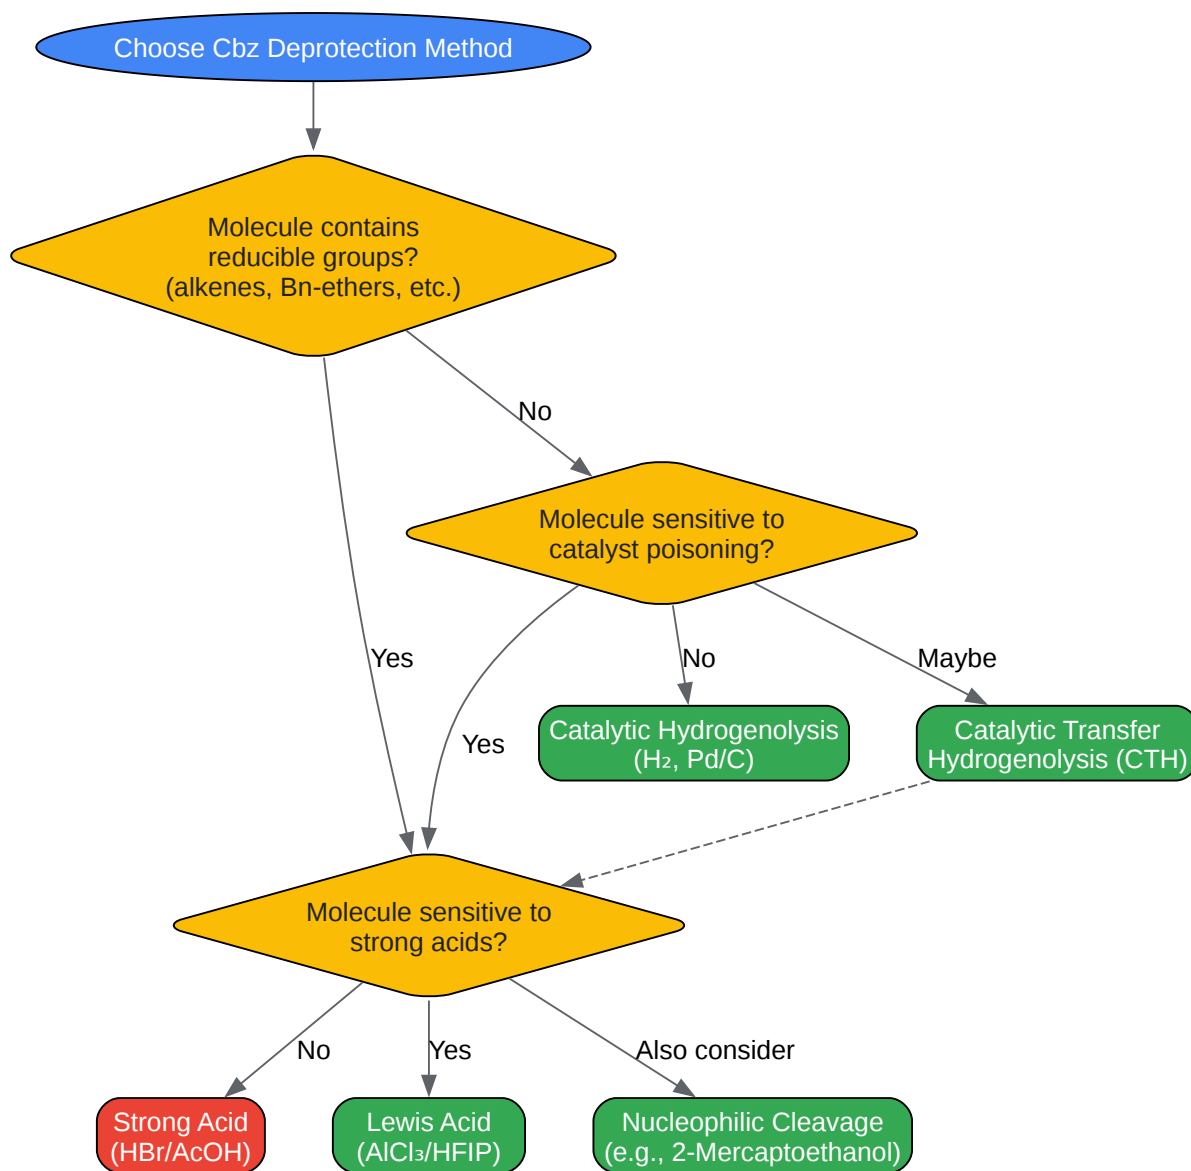 Choose Cbz Deprotection Method
Molecule contains
reducible groups?
(alkenes, Bn-ethers, etc.)
No
Molecule sensitive to
catalyst poisoning?
Yes
No
Maybe
Catalytic Hydrogenolysis
(H₂, Pd/C)
Catalytic Transfer
Hydrogenolysis (CTH)
Yes
Molecule sensitive to
strong acids?
No
Yes
Also consider
Strong Acid
(HBr/AcOH)
Lewis Acid
(AlCl₃/HFIP)
Nucleophilic Cleavage
(e.g., 2-Mercaptoethanol)